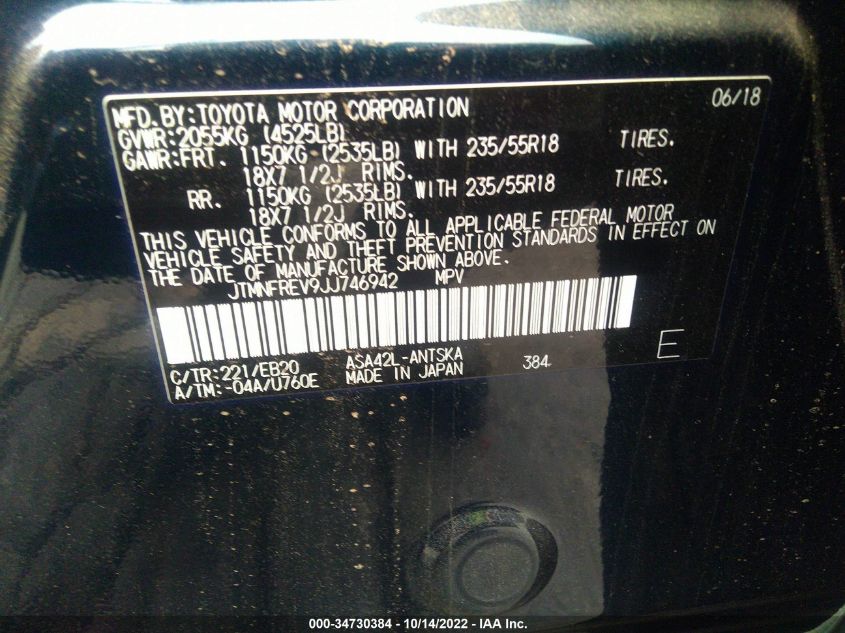 MFD. BY: TOYOTA MOTOR CORPORATION 06/18
GVWR: 2055KG (4525LB)
GAWR: FRT. 1150KG (2535LB) WITH 235/55R18 TIRES.
18X7 1/2J RIMS.
RR. 1150KG (2535LB) WITH 235/55R18 TIRES.
18X7 1/2J RIMS.
THIS VEHICLE CONFORMS TO ALL APPLICABLE FEDERAL MOTOR
VEHICLE SAFETY AND THEFT PREVENTION STANDARDS IN EFFECT ON
THE DATE OF MANUFACTURE SHOWN ABOVE.
JTMNFREV9JJ746942 MPV
C/TR: 221/EB20 ASA42L-ANTSKA 384
A/TM: -04A/U760E MADE IN JAPAN E
000-34730384 - 10/14/2022 - IAA Inc.